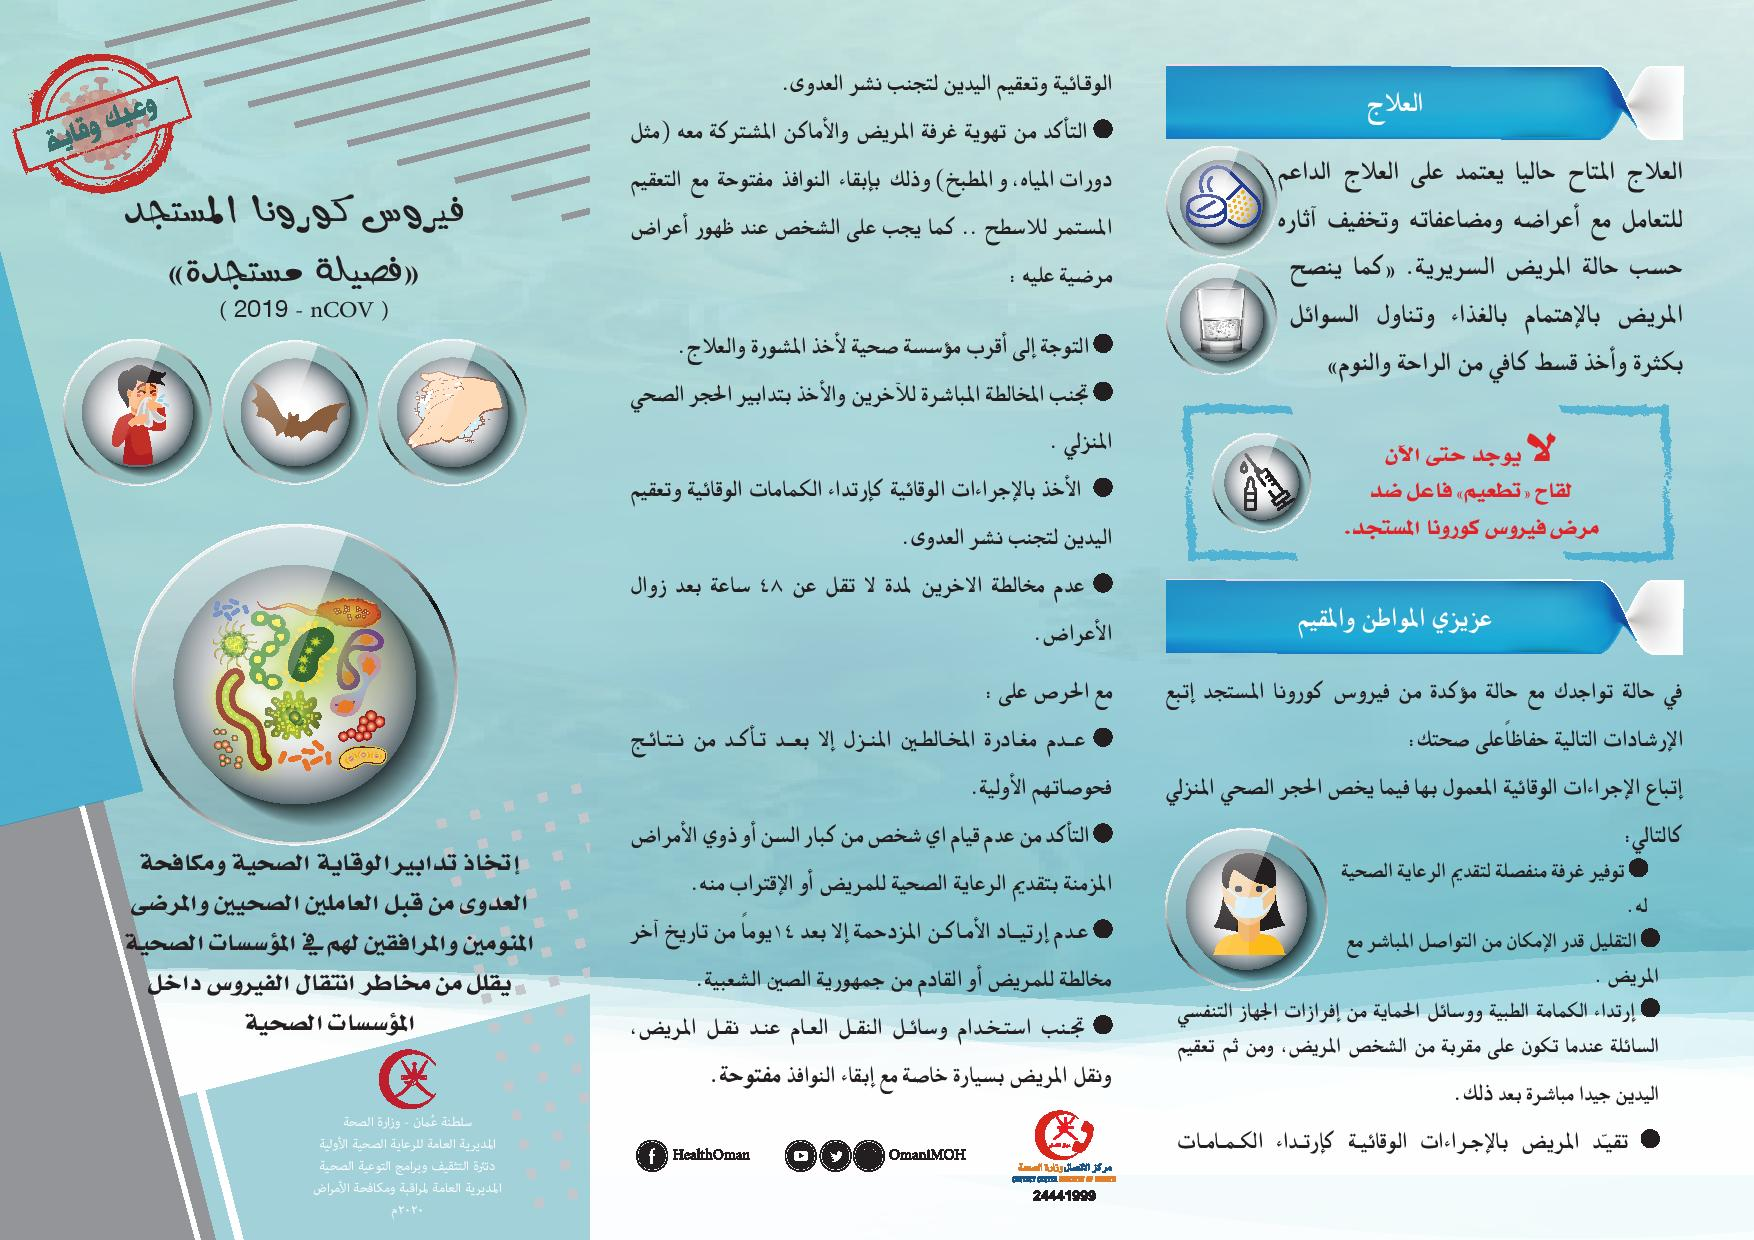 العلاج
العلاج المتاح حاليا يعتمد على العلاج الداعم
للتعامل مع أعراضه ومضاعفاته وتخفيف آثاره
حسب حالة المريض السريرية. «كما ينصح
المريض بالإهتمام بالغذاء وتناول السوائل
بكثرة وأخذ قسط كافي من الراحة والنوم»
لا يوجد حتى الآن
لقاح «تطعيم» فاعل ضد
مرض فيروس كورونا المستجد.
عزيزي المواطن والمقيم
في حالة تواجدك مع حالة مؤكدة من فيروس كورونا المستجد إتبع
الإرشادات التالية حفاظاًعلى صحتك:
إتباع الإجراءات الوقائية المعمول بها فيما يخص الحجر الصحي المنزلي
كالتالي:
● توفير غرفة منفصلة لتقديم الرعاية الصحية
له.
● التقليل قدر الإمكان من التواصل المباشر مع
المريض .
● إرتداء الكمامة الطبية ووسائل الحماية من إفرازات الجهاز التنفسي
السائلة عندما تكون على مقربة من الشخص المريض، ومن ثم تعقيم
اليدين جيدا مباشرة بعد ذلك.
● تقيّد المريض بالإجراءات الوقائية كإرتداء الكمامات
الوقائية وتعقيم اليدين لتجنب نشر العدوى.
● التأكد من تهوية غرفة المريض والأماكن المشتركة معه (مثل
دورات المياه، و المطبخ) وذلك بإبقاء النوافذ مفتوحة مع التعقيم
المستمر للاسطح .. كما يجب على الشخص عند ظهور أعراض
مرضية عليه :
● التوجة إلى أقرب مؤسسة صحية لأخذ المشورة والعلاج.
● تجنب المخالطة المباشرة للآخرين والأخذ بتدابير الحجر الصحي
المنزلي .
● الأخذ بالإجراءات الوقائية كإرتداء الكمامات الوقائية وتعقيم
اليدين لتجنب نشر العدوى.
● عدم مخالطة الاخرين لمدة لا تقل عن ٤٨ ساعة بعد زوال
الأعراض.
مع الحرص على :
● عدم مغادرة المخالطين المنزل إلا بعد تأكد من نتائج
فحوصاتهم الأولية.
● التأكد من عدم قيام اي شخص من كبار السن أو ذوي الأمراض
المزمنة بتقديم الرعاية الصحية للمريض أو الإقتراب منه.
● عدم إرتياد الأماكن المزدحمة إلا بعد ١٤يوماً من تاريخ آخر
مخالطة للمريض أو القادم من جمهورية الصين الشعبية.
● تجنب استخدام وسائل النقل العام عند نقل المريض،
ونقل المريض بسيارة خاصة مع إبقاء النوافذ مفتوحة.
HealthOman
OmaniMOH
مركز الاتصال وزارة الصحة
24441999
وعيك وقاية
فيروس كورونا المستجد
«فصيلة مستجدة»
( 2019 - nCOV )
إتخاذ تدابير الوقاية الصحية ومكافحة
العدوى من قبل العاملين الصحيين والمرضى
المنومين والمرافقين لهم في المؤسسات الصحية
يقلل من مخاطر انتقال الفيروس داخل
المؤسسات الصحية
سلطنة عُمان - وزارة الصحة
المديرية العامة للرعاية الصحية الأولية
دئرة التثقيف وبرامج التوعية الصحية
المديرية العامة لمراقبة ومكافحة الأمراض
٢٠٢٠م